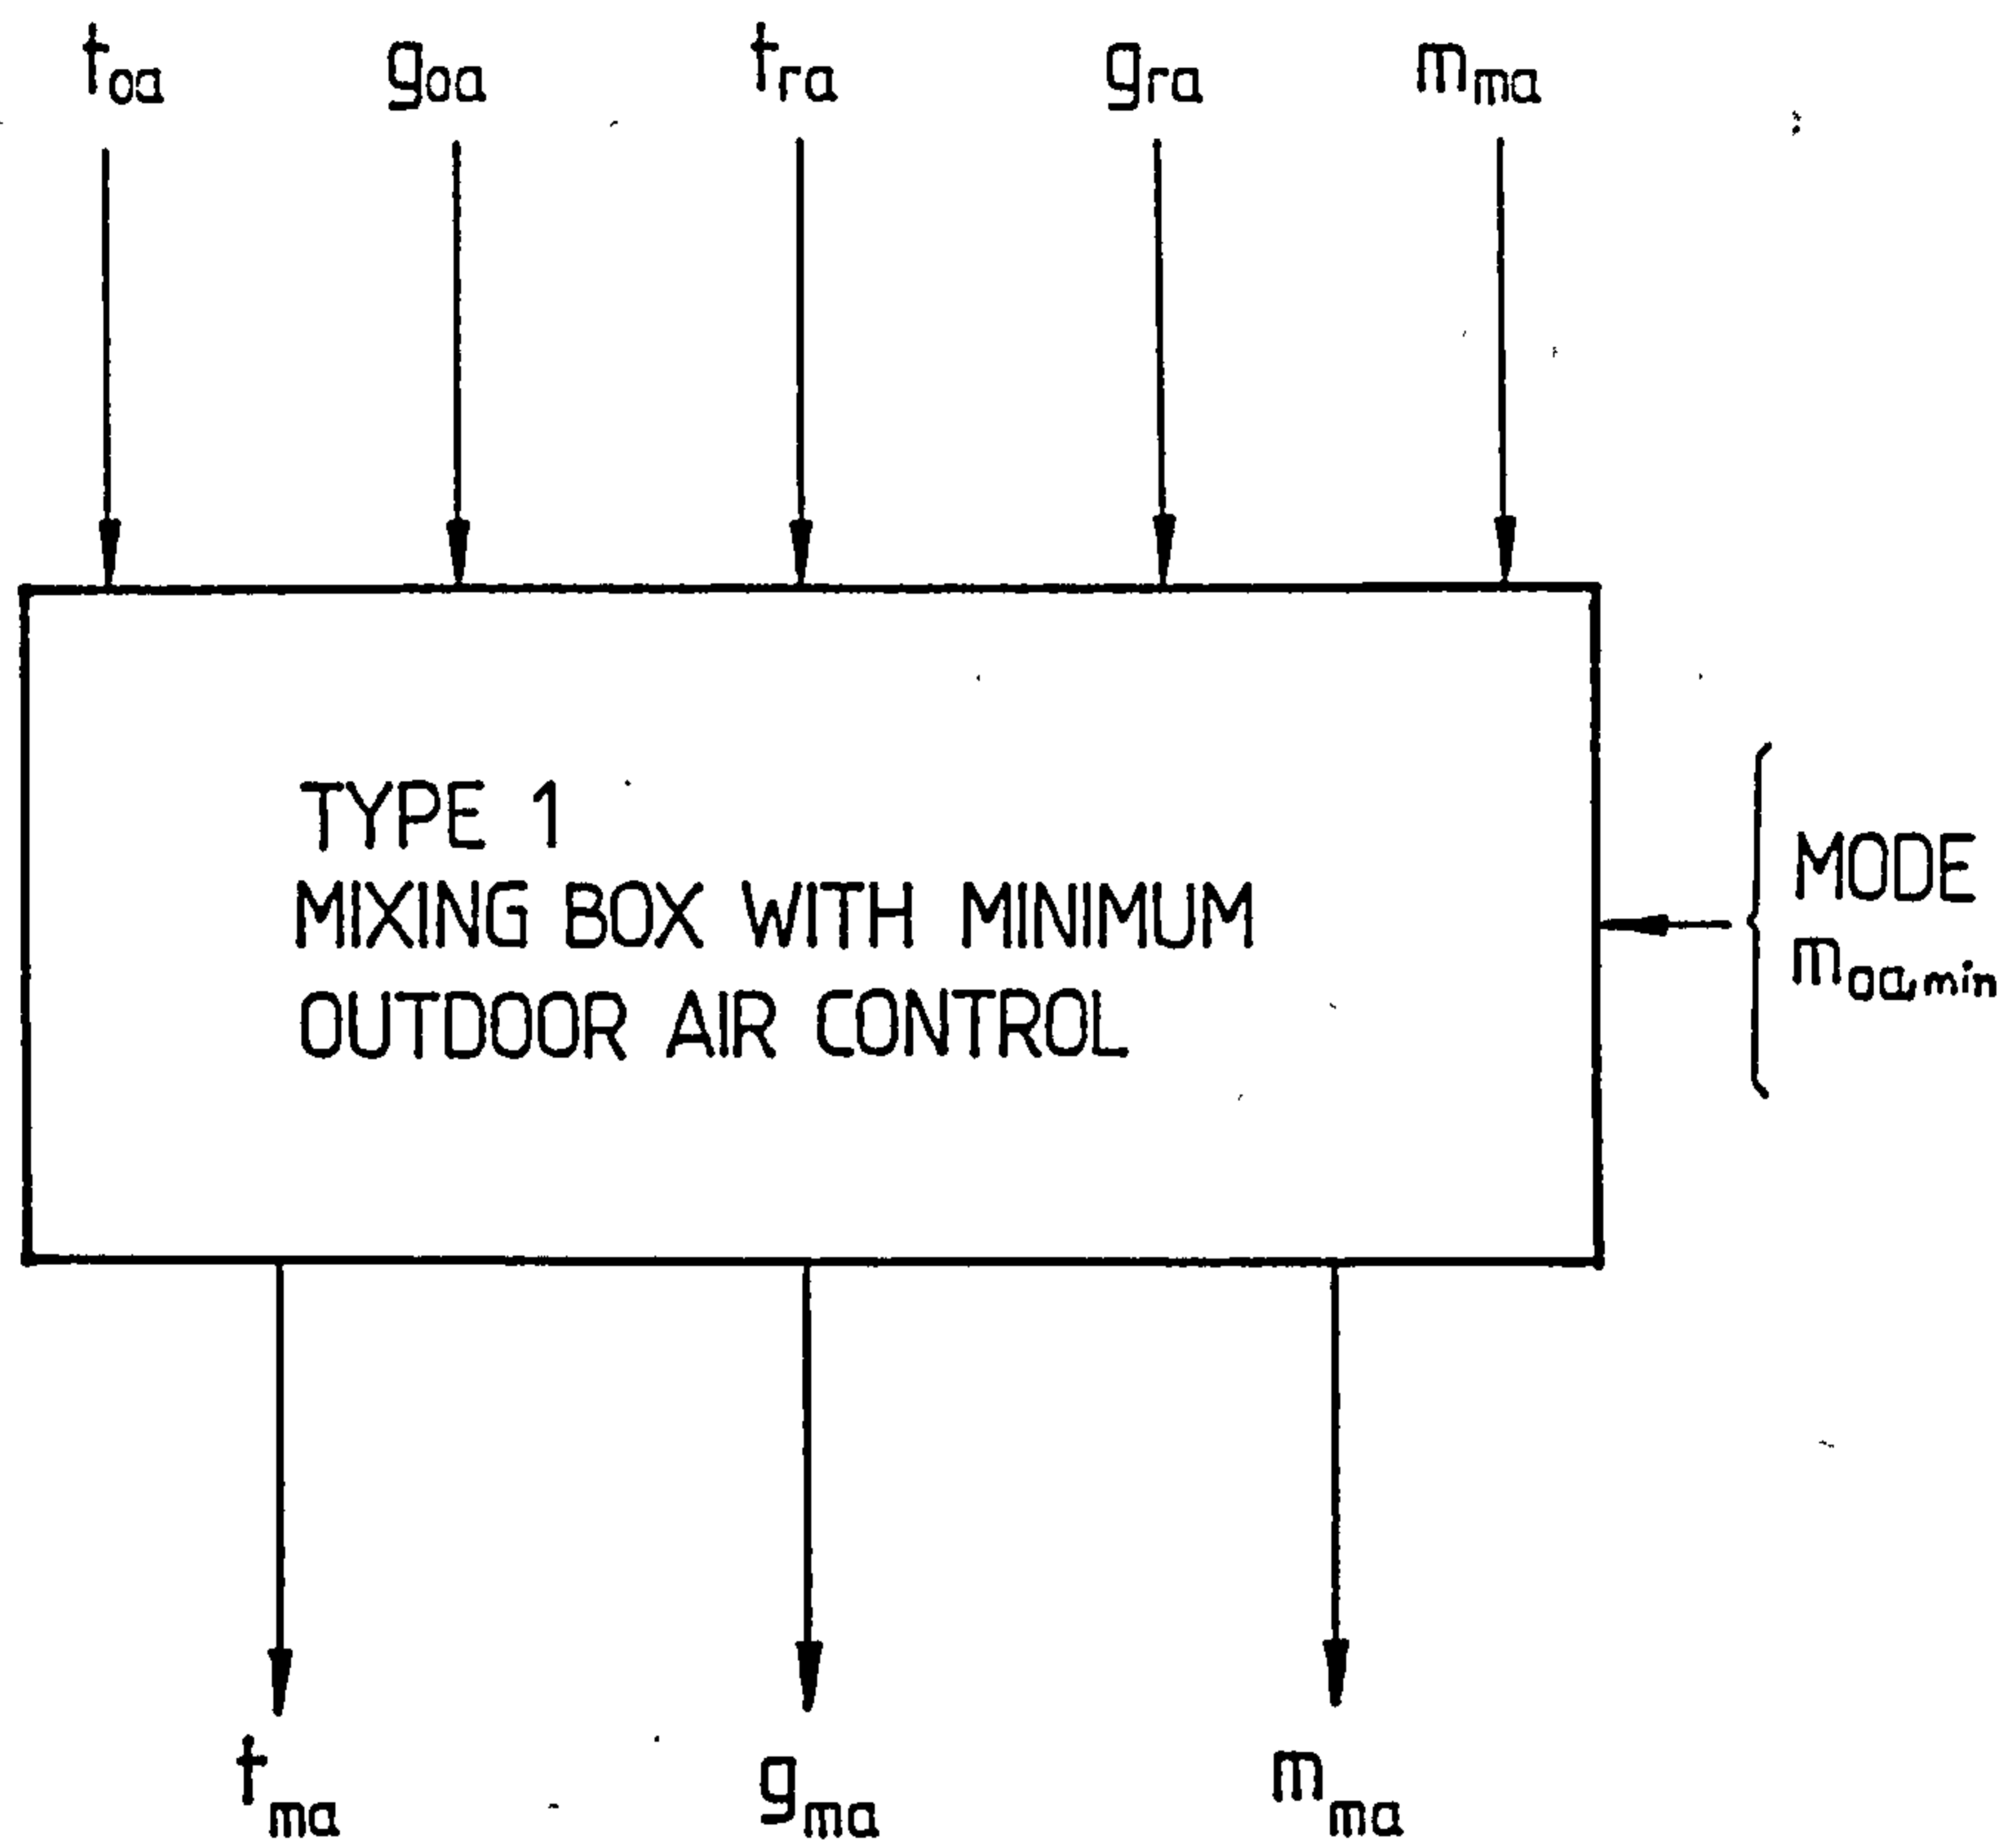 toa goa tra gra mma
TYPE 1
MIXING BOX WITH MINIMUM
OUTDOOR AIR CONTROL
MODE
moa,min
tma gma mma